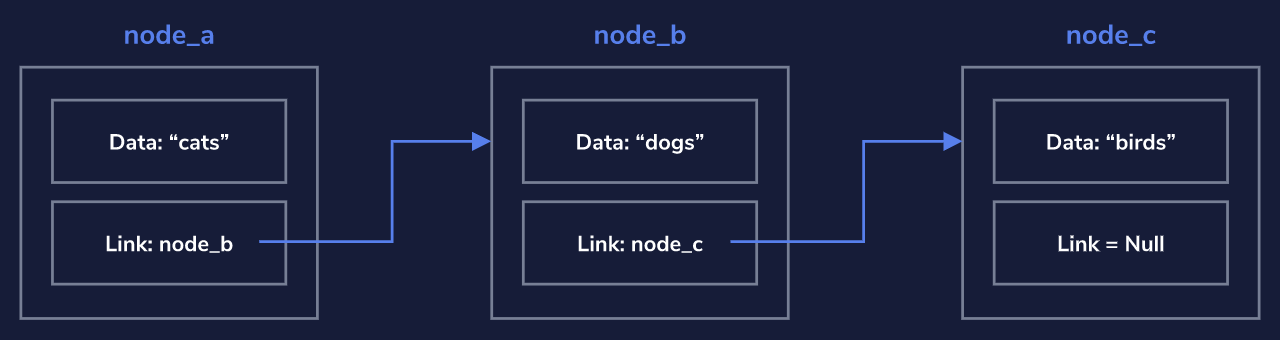 node_a
node_b
node_c
Data: “cats”
Data: “dogs”
Data: “birds”
Link: node_b
Link: node_c
Link = Null